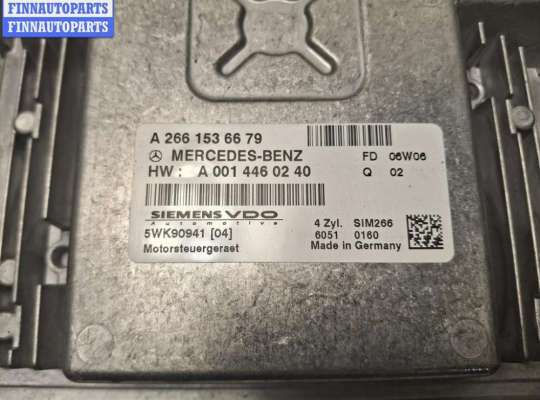 FINNAUTOPARTS
FINNAUTOPARTS
A 266 153 66 79
MERCEDES-BENZ FD 06W06
HW : A 001 446 02 40 Q 02
SIEMENS VDO
Automotive
4 Zyl. SIM266
5WK90941 [04] 6051 0160
Motorsteuergeraet Made in Germany